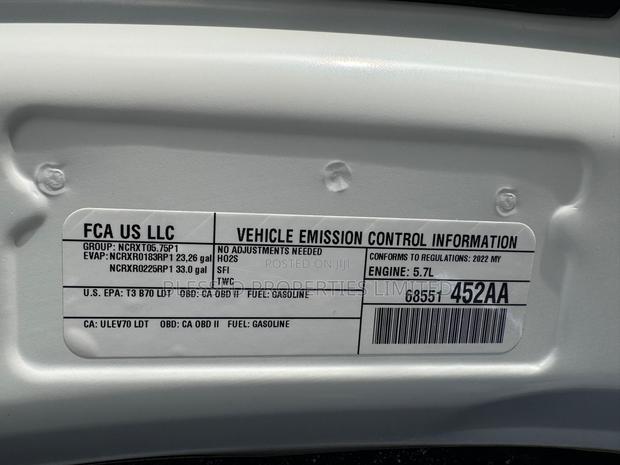 FCA US LLC
VEHICLE EMISSION CONTROL INFORMATION
GROUP: NCRXT05.75P1
EVAP: NCRXR0183RP1 23,26 gal
NCRXR0225RP1 33.0 gal
NO ADJUSTMENTS NEEDED
HO2S
SFI
TWC
CONFORMS TO REGULATIONS: 2022 MY
ENGINE: 5.7L
U.S. EPA: T3 B70 LDT OBD: CA OBD II FUEL: GASOLINE
68551 452AA
CA: ULEV70 LDT OBD: CA OBD II FUEL: GASOLINE
POSTED ON JIJI
PROPERTIES LIMITED